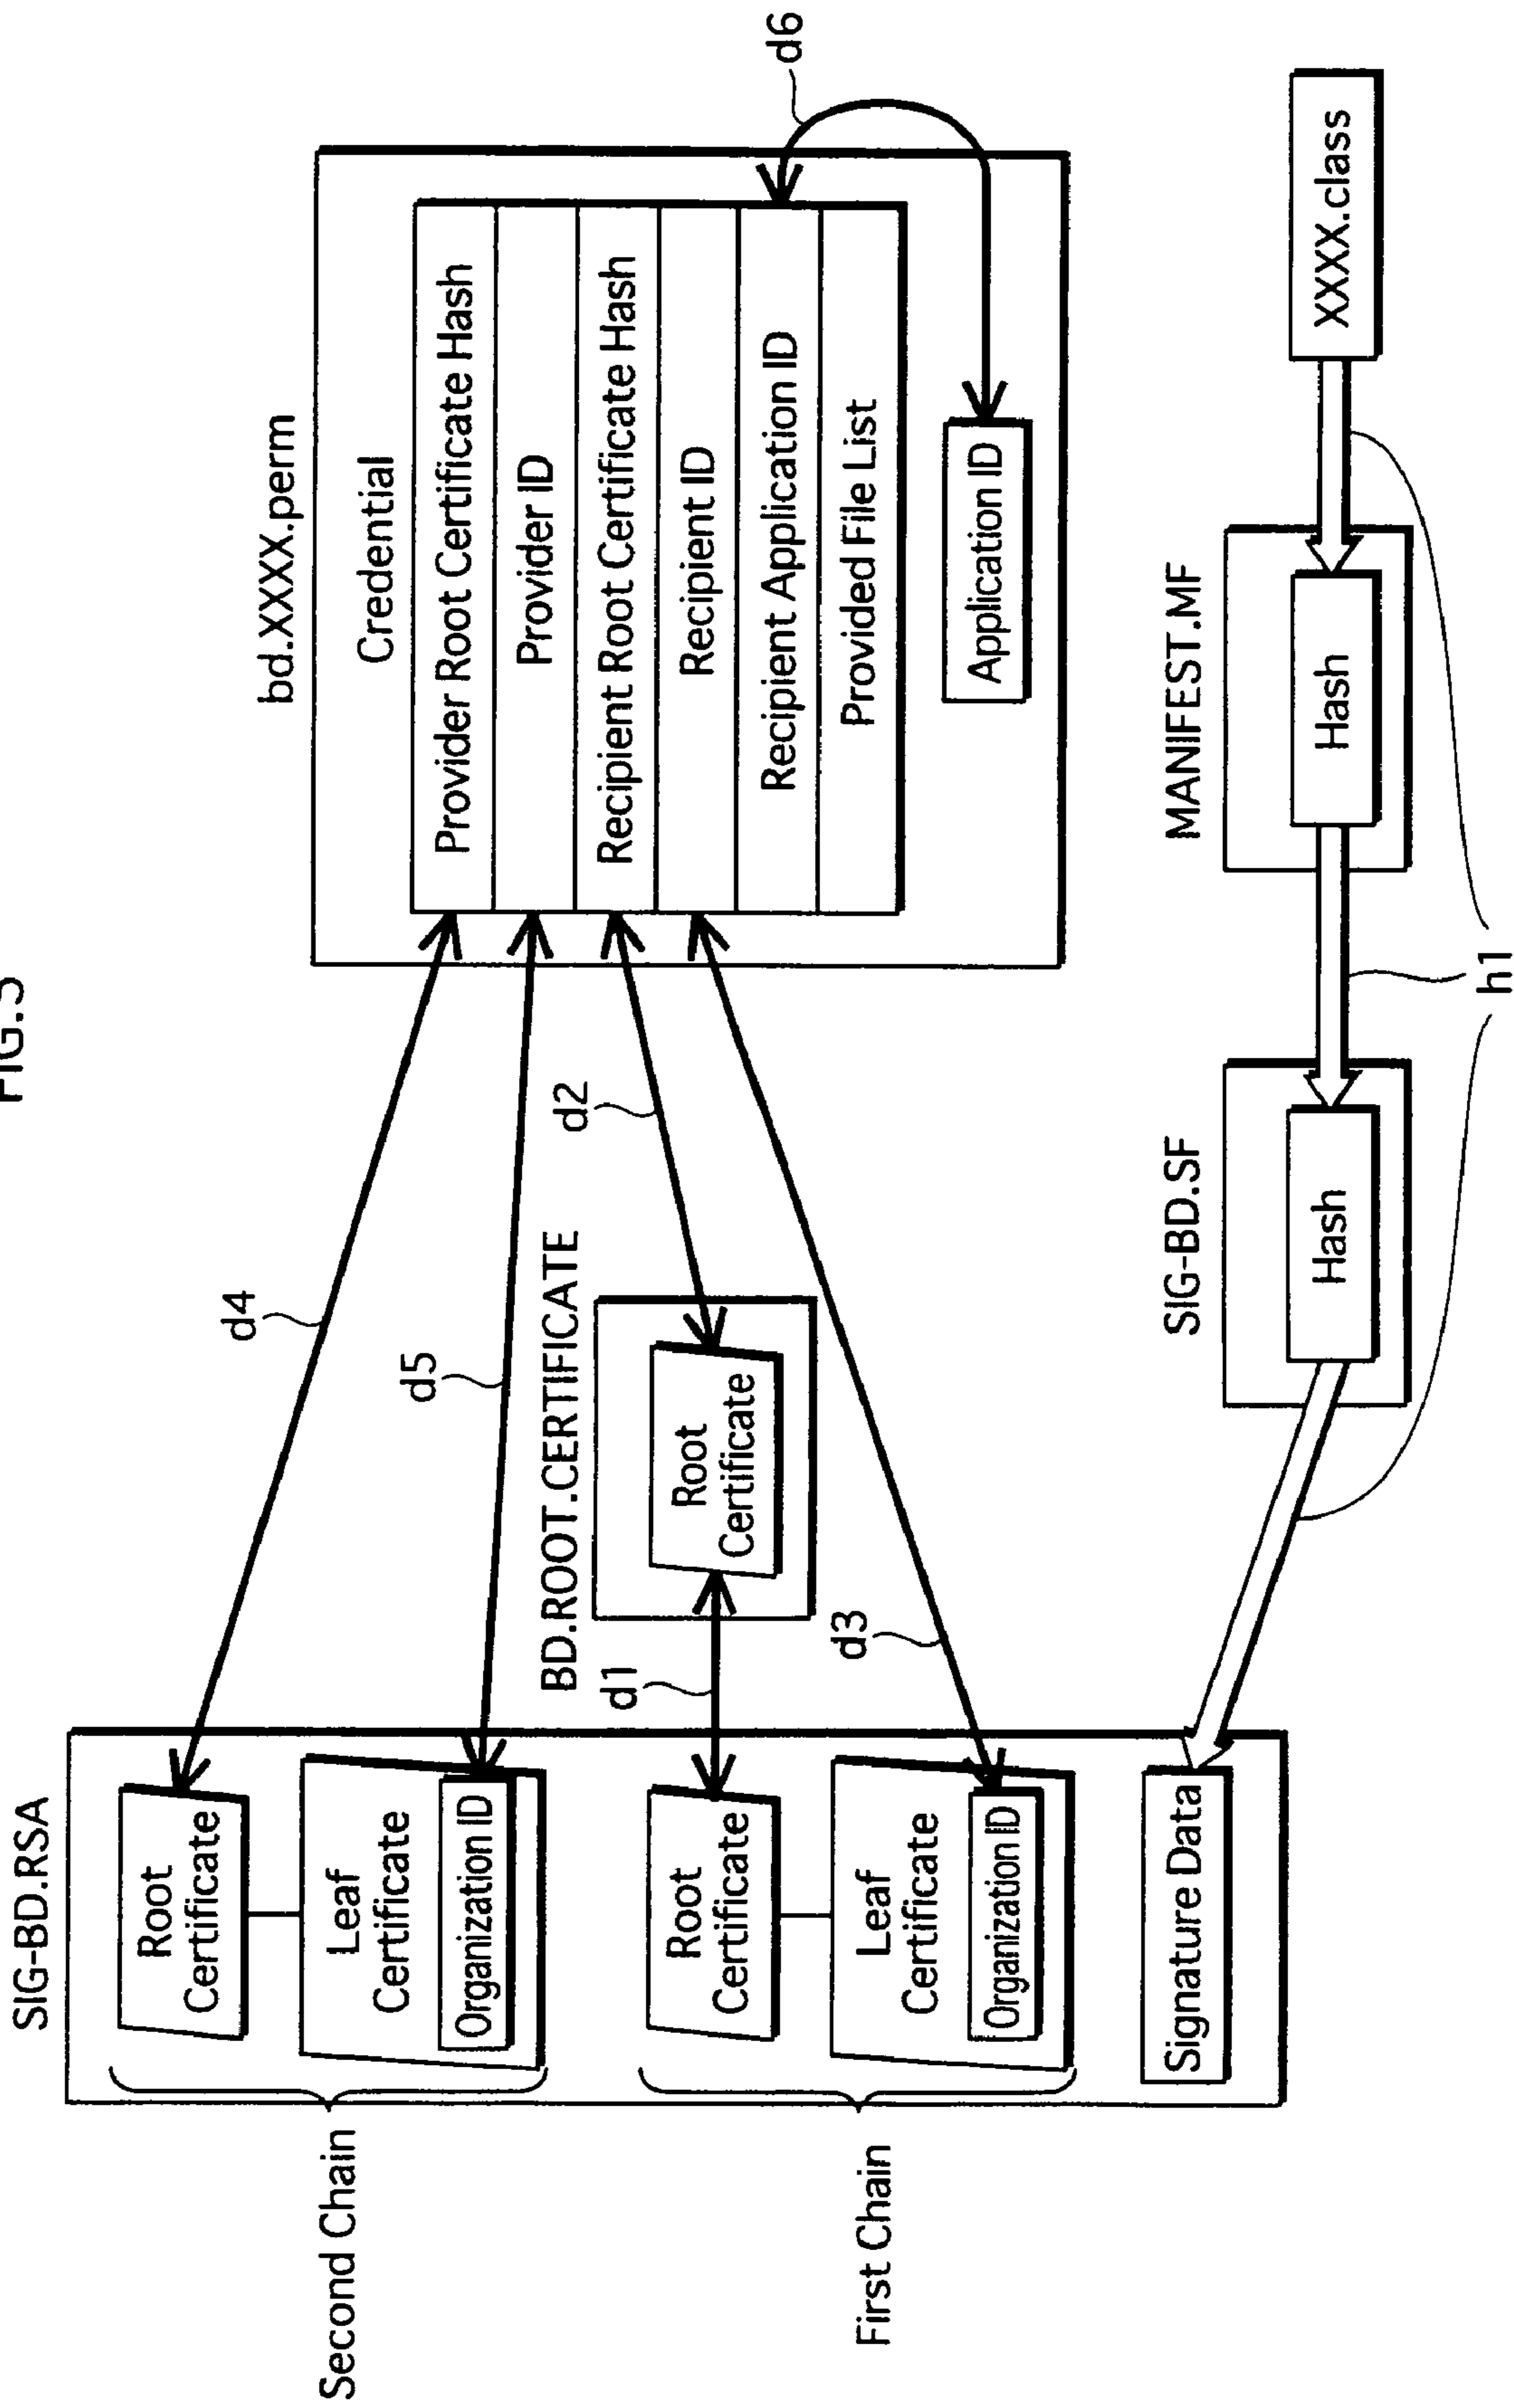 FIG.5
SIG-BD.RSA
Second Chain
Root
Certificate
Leaf
Certificate
Organization ID
First Chain
Root
Certificate
Leaf
Certificate
Organization ID
Signature Data
d4
d5
BD.ROOT.CERTIFICATE
d1
Root
Certificate
d2
d3
bd.XXXX.perm
Credential
Provider Root Certificate Hash
Provider ID
Recipient Root Certificate Hash
Recipient ID
Recipient Application ID
Provided File List
Application ID
d6
SIG-BD.SF
Hash
MANIFEST.MF
Hash
XXXX.class
h1